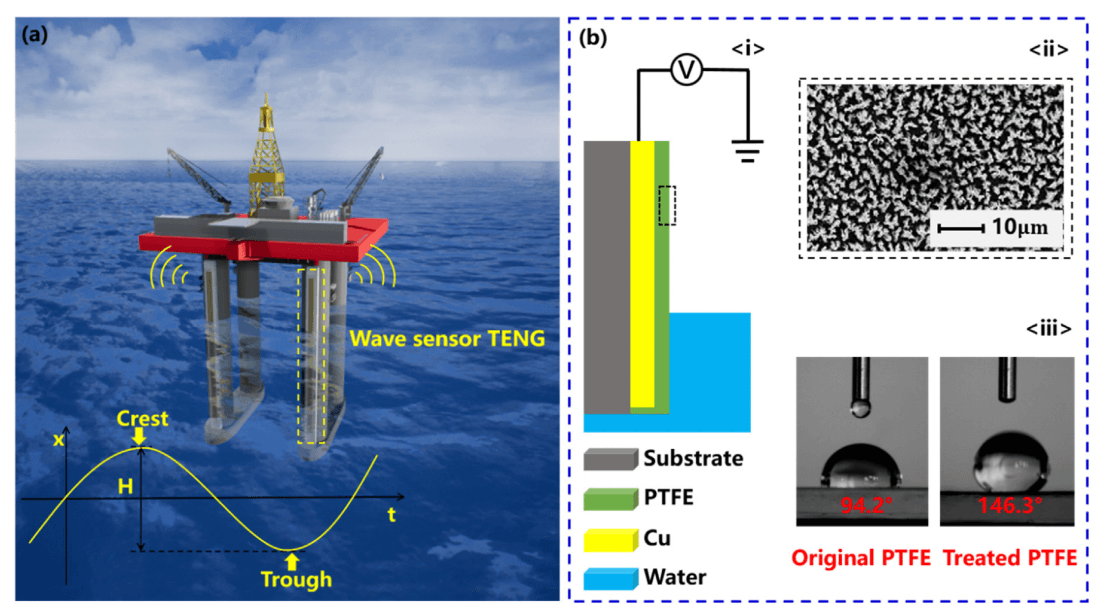 (a)
Wave sensor TENG
Crest
x
H
t
Trough
(b)
<i>
V
<ii>
10μm
<iii>
Substrate
PTFE
Cu
Water
94.2°
146.3°
Original PTFE
Treated PTFE